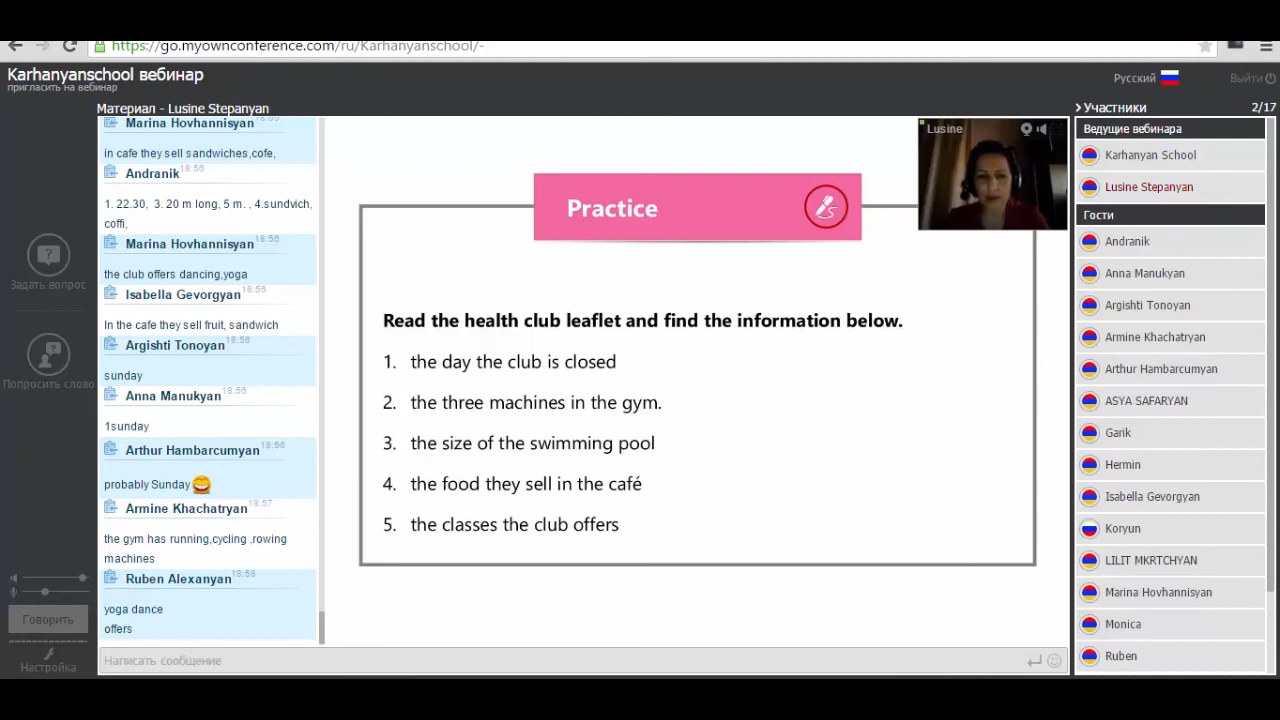 https://go.myownconference.com/ru/Karhanyanschool/-
Karhanyanschool вебинар
пригласить на вебинар
Русский
Выйти
Материал - Lusine Stepanyan
Marina Hovhannisyan
in cafe they sell sandwiches,cofe,
Andranik 18:56
1. 22.30, 3. 20 m long, 5 m. , 4.sundvich,
coffi,
Marina Hovhannisyan 18:56
the club offers dancing,yoga
Isabella Gevorgyan 18:56
In the cafe they sell fruit, sandwich
Argishti Tonoyan 18:56
sunday
Anna Manukyan 18:56
1sunday
Arthur Hambarcumyan 18:56
probably Sunday
Armine Khachatryan 18:57
the gym has running,cycling ,rowing
machines
Ruben Alexanyan 18:58
yoga dance
offers
Задать вопрос
Попросить слово
Говорить
Настройка
Написать сообщение
Practice
Read the health club leaflet and find the information below.
1. the day the club is closed
2. the three machines in the gym.
3. the size of the swimming pool
4. the food they sell in the café
5. the classes the club offers
Lusine
Участники 2/17
Ведущие вебинара
Karhanyan School
Lusine Stepanyan
Гости
Andranik
Anna Manukyan
Argishti Tonoyan
Armine Khachatryan
Arthur Hambarcumyan
ASYA SAFARYAN
Garik
Hermin
Isabella Gevorgyan
Koryun
LILIT MKRTCHYAN
Marina Hovhannisyan
Monica
Ruben